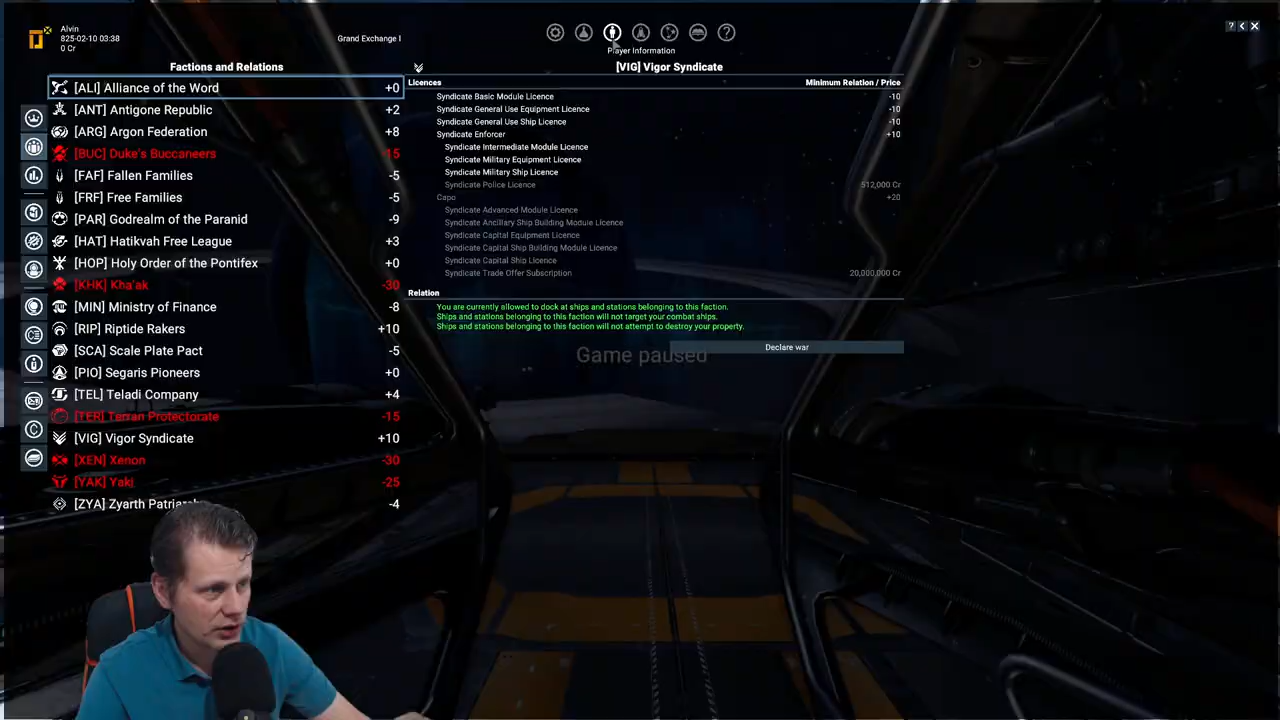 Alvin
825-02-10 03:38
0 Cr
Grand Exchange I
Player Information
?
Factions and Relations
[VIG] Vigor Syndicate
[ALI] Alliance of the Word +0
[ANT] Antigone Republic +2
[ARG] Argon Federation +8
[BUC] Duke's Buccaneers -15
[FAF] Fallen Families -5
[FRF] Free Families -5
[PAR] Godrealm of the Paranid -9
[HAT] Hatikvah Free League +3
[HOP] Holy Order of the Pontifex +0
[KHK] Kha'ak -30
[MIN] Ministry of Finance -8
[RIP] Riptide Rakers +10
[SCA] Scale Plate Pact -5
[PIO] Segaris Pioneers +0
[TEL] Teladi Company +4
[TER] Terran Protectorate -15
[VIG] Vigor Syndicate +10
[XEN] Xenon -30
[YAK] Yaki -25
[ZYA] Zyarth Patriarch -4
Licences Minimum Relation / Price
Syndicate Basic Module Licence -10
Syndicate General Use Equipment Licence -10
Syndicate General Use Ship Licence -10
Syndicate Enforcer +10
Syndicate Intermediate Module Licence
Syndicate Military Equipment Licence
Syndicate Military Ship Licence
Syndicate Police Licence 512,000 Cr
Capo +20
Syndicate Advanced Module Licence
Syndicate Ancillary Ship Building Module Licence
Syndicate Capital Equipment Licence
Syndicate Capital Ship Building Module Licence
Syndicate Capital Ship Licence
Syndicate Trade Offer Subscription 20,000,000 Cr
Relation
You are currently allowed to dock at ships and stations belonging to this faction.
Ships and stations belonging to this faction will not target your combat ships.
Ships and stations belonging to this faction will not attempt to destroy your property.
Declare war
Game paused